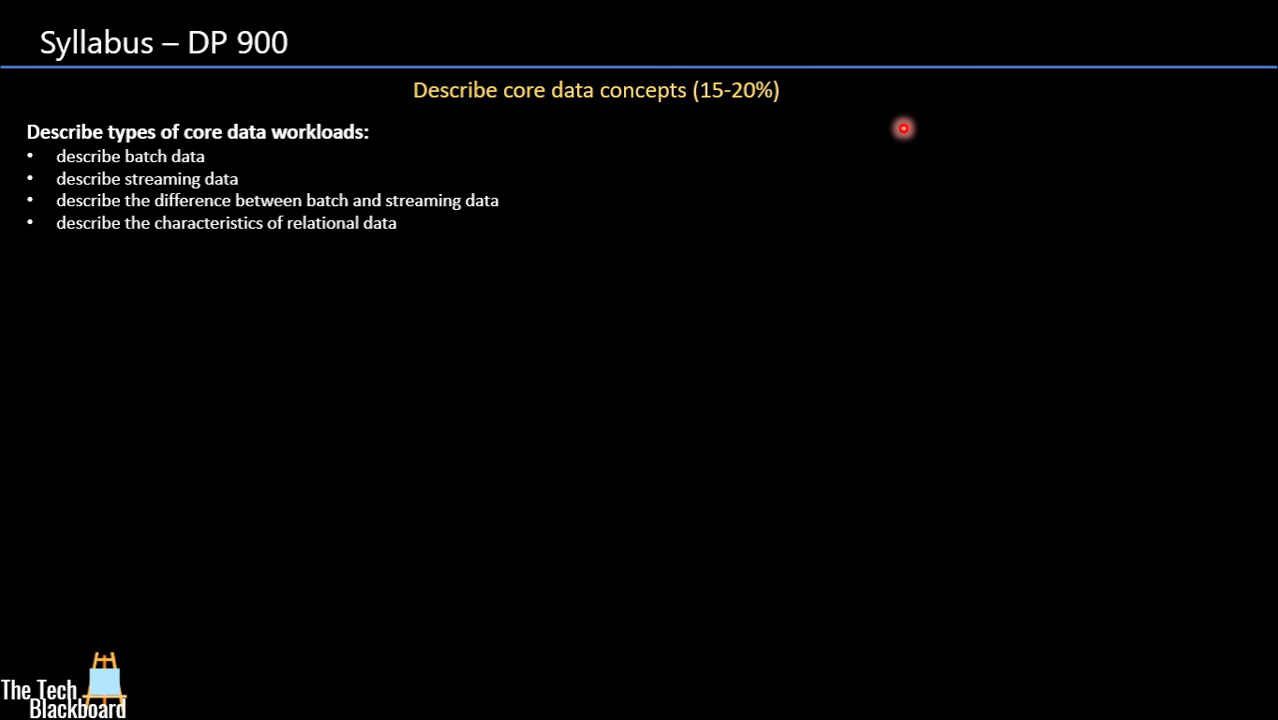 Syllabus – DP 900
Describe core data concepts (15-20%)
Describe types of core data workloads:
• describe batch data
• describe streaming data
• describe the difference between batch and streaming data
• describe the characteristics of relational data
The Tech
Blackboard